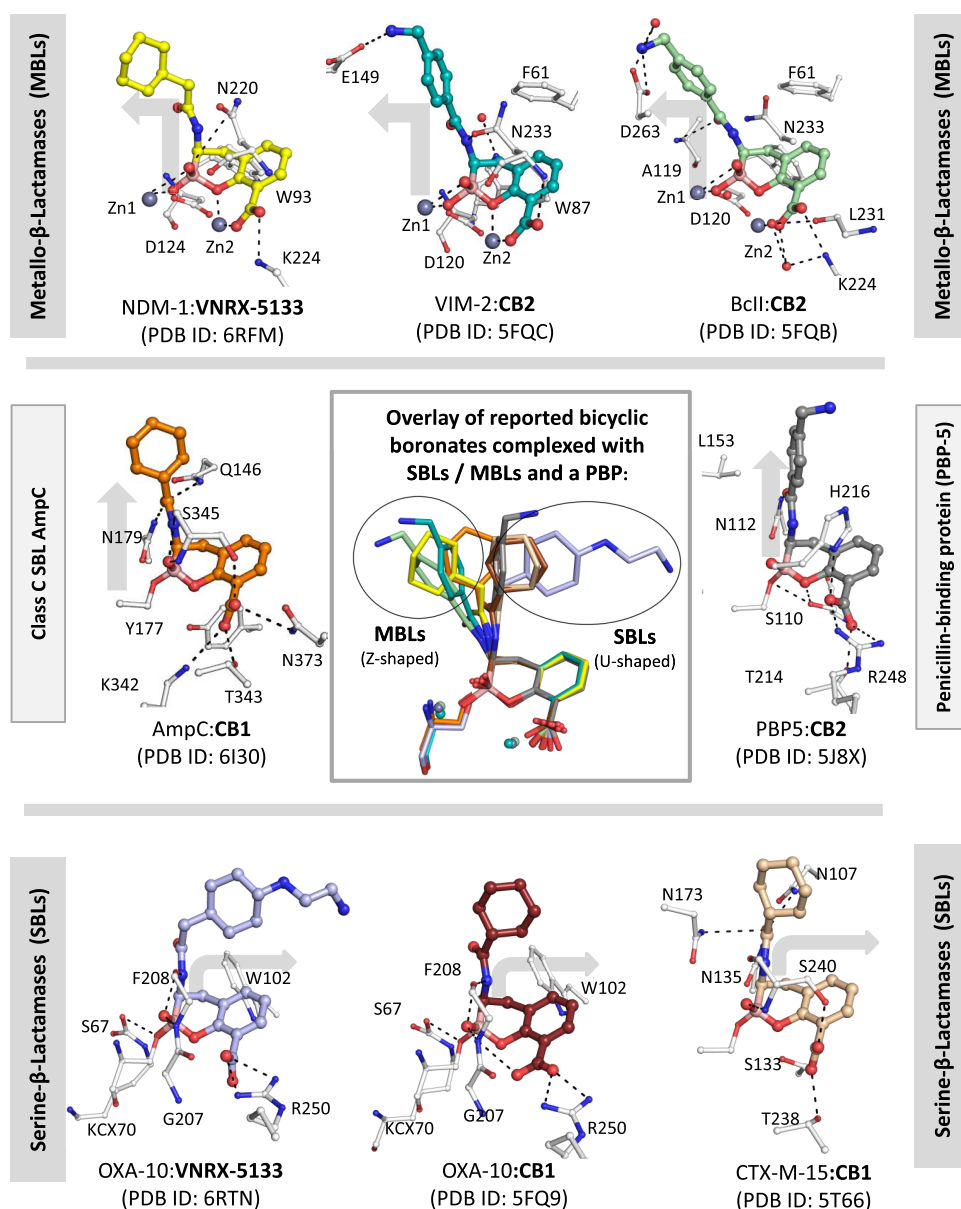 Metallo-β-Lactamases (MBLs)
N220
Zn1
W93
D124
Zn2
K224
NDM-1:VNRX-5133
(PDB ID: 6RFM)
E149
F61
N233
Zn1
W87
D120
Zn2
VIM-2:CB2
(PDB ID: 5FQC)
F61
D263
N233
A119
Zn1
D120
L231
Zn2
K224
BcII:CB2
(PDB ID: 5FQB)
Metallo-β-Lactamases (MBLs)
Class C SBL AmpC
Q146
S345
N179
Y177
N373
K342
T343
AmpC:CB1
(PDB ID: 6I30)
Overlay of reported bicyclic
boronates complexed with
SBLs / MBLs and a PBP:
MBLs
(Z-shaped)
SBLs
(U-shaped)
L153
H216
N112
S110
T214
R248
PBP5:CB2
(PDB ID: 5J8X)
Penicillin-binding protein (PBP-5)
Serine-β-Lactamases (SBLs)
F208
W102
S67
R250
G207
KCX70
OXA-10:VNRX-5133
(PDB ID: 6RTN)
F208
W102
S67
G207
KCX70
R250
OXA-10:CB1
(PDB ID: 5FQ9)
N107
N173
N135
S240
S133
T238
CTX-M-15:CB1
(PDB ID: 5T66)
Serine-β-Lactamases (SBLs)